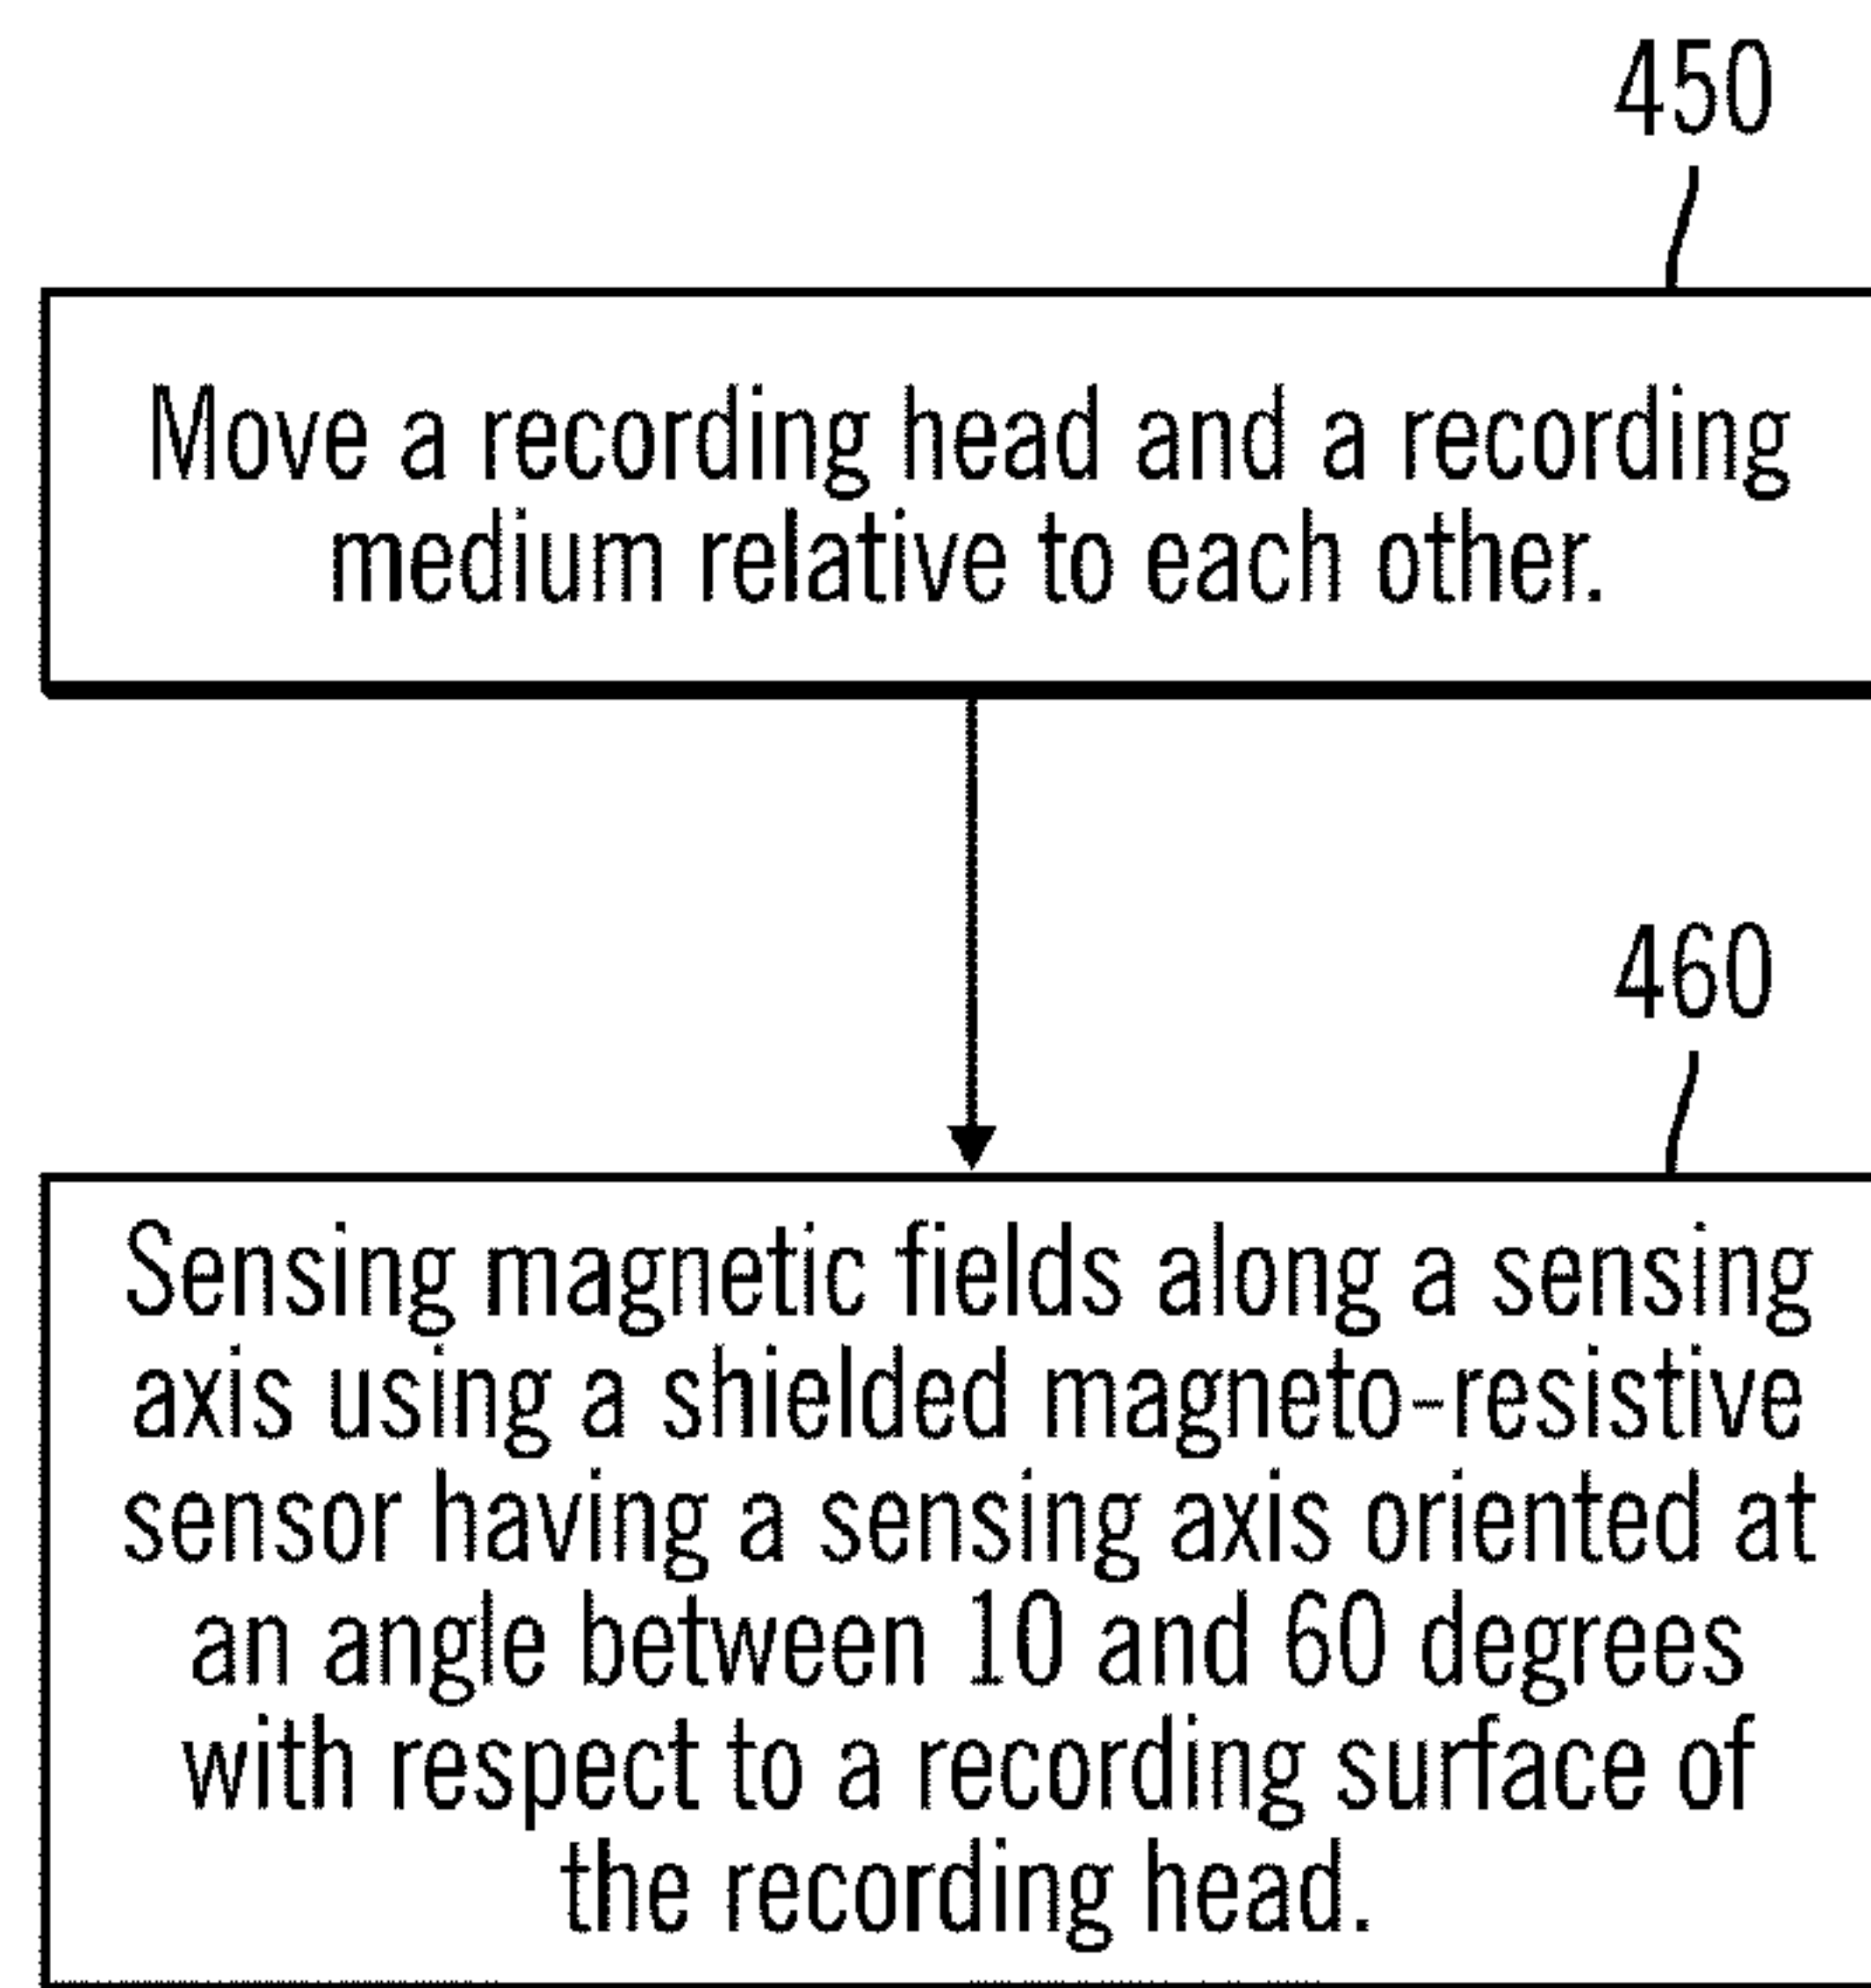 450
Move a recording head and a recording
medium relative to each other.
460
Sensing magnetic fields along a sensing
axis using a shielded magneto-resistive
sensor having a sensing axis oriented at
an angle between 10 and 60 degrees
with respect to a recording surface of
the recording head.